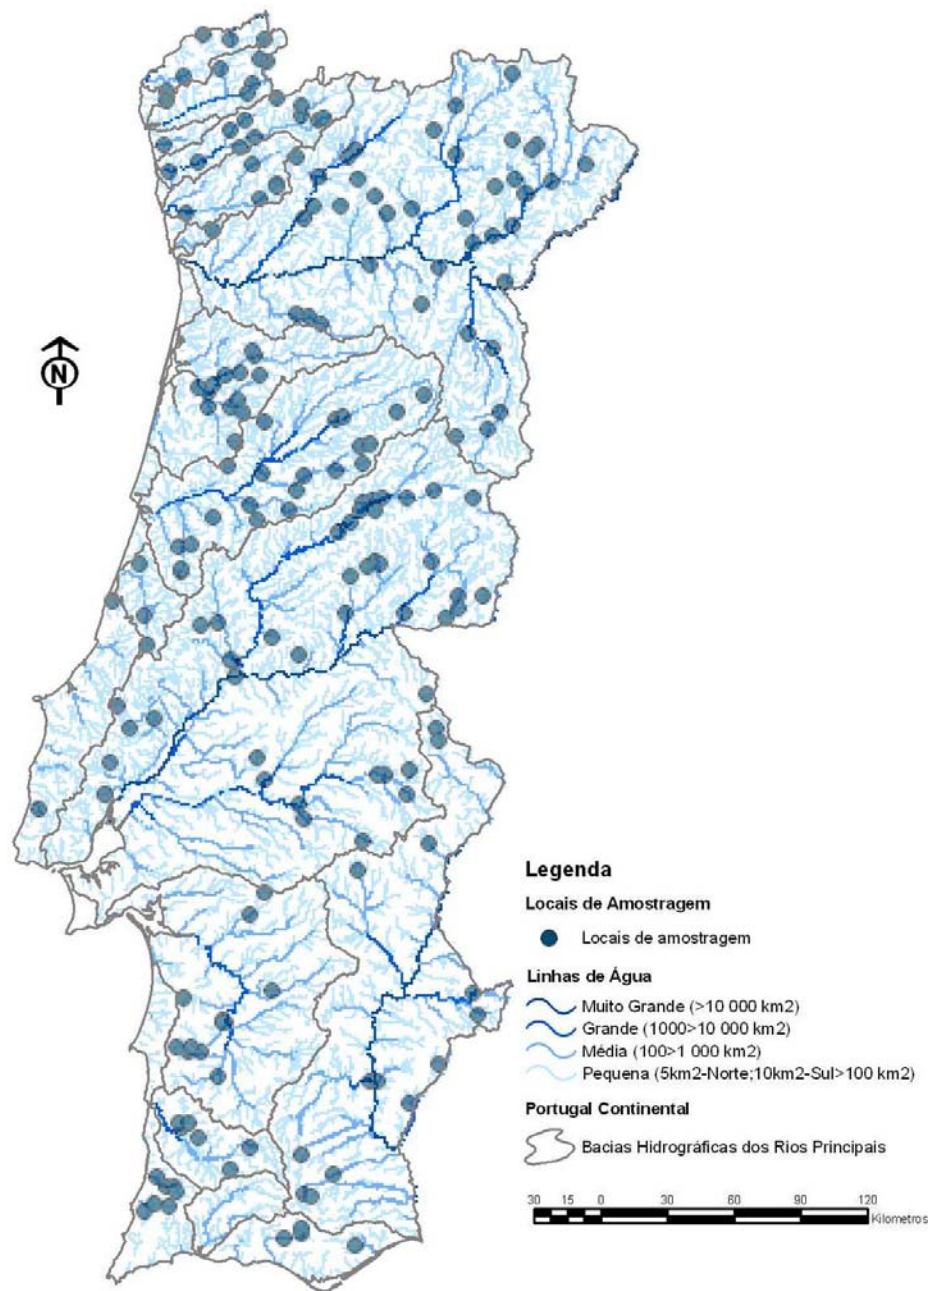 N
Legenda
Locais de Amostragem
Locais de amostragem
Linhas de Água
Muito Grande (>10 000 km2)
Grande (1000>10 000 km2)
Média (100>1 000 km2)
Pequena (5km2-Norte;10km2-Sul>100 km2)
Portugal Continental
Bacias Hidrográficas dos Rios Principais
30 15 0 30 60 90 120
Kilometros